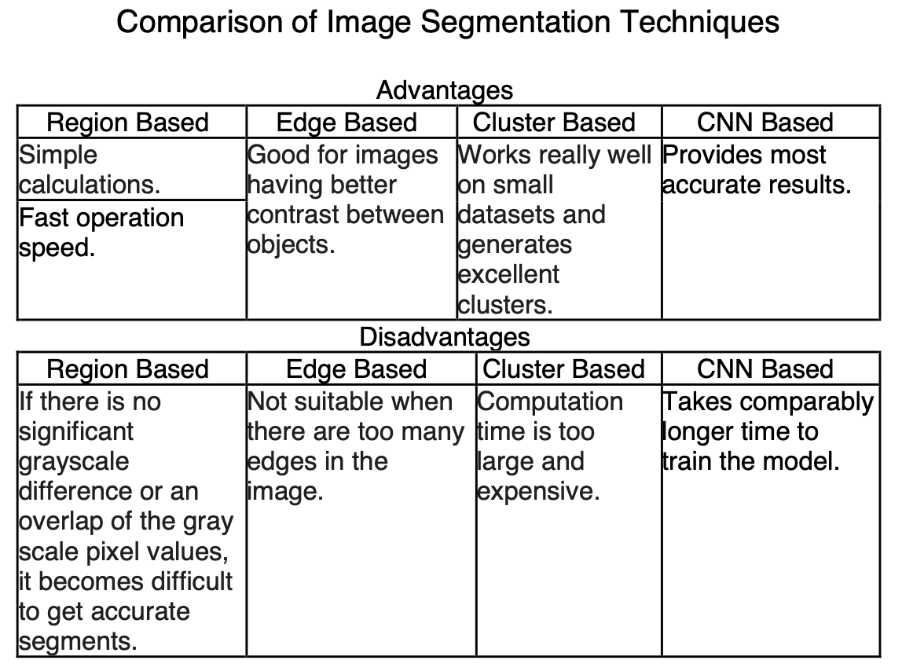 Comparison of Image Segmentation Techniques
Advantages
Region Based
Edge Based
Cluster Based
CNN Based
Simple
calculations.
Fast operation
speed.
Good for images
having better
contrast between
objects.
Works really well
on small
datasets and
generates
excellent
clusters.
Provides most
accurate results.
Disadvantages
Region Based
Edge Based
Cluster Based
CNN Based
If there is no
significant
grayscale
difference or an
overlap of the gray
scale pixel values,
it becomes difficult
to get accurate
segments.
Not suitable when
there are too many
edges in the
image.
Computation
time is too
large and
expensive.
Takes comparably
longer time to
train the model.